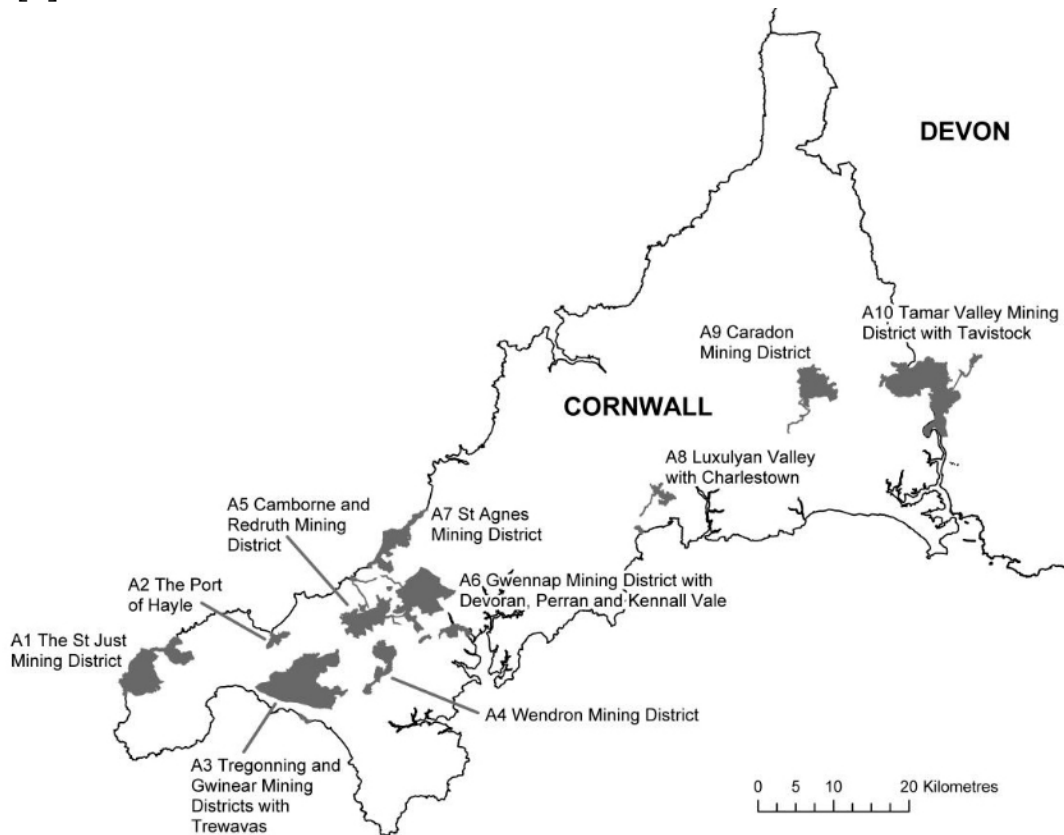 DEVON
A10 Tamar Valley Mining
District with Tavistock
A9 Caradon
Mining District
CORNWALL
A8 Luxulyan Valley
with Charlestown
A5 Camborne and
Redruth Mining
District
A7 St Agnes
Mining District
A2 The Port
of Hayle
A6 Gwennap Mining District with
Devoran, Perran and Kennall Vale
A1 The St Just
Mining District
A4 Wendron Mining District
A3 Tregonning and
Gwinear Mining
Districts with
Trewavas
0 5 10 20 Kilometres